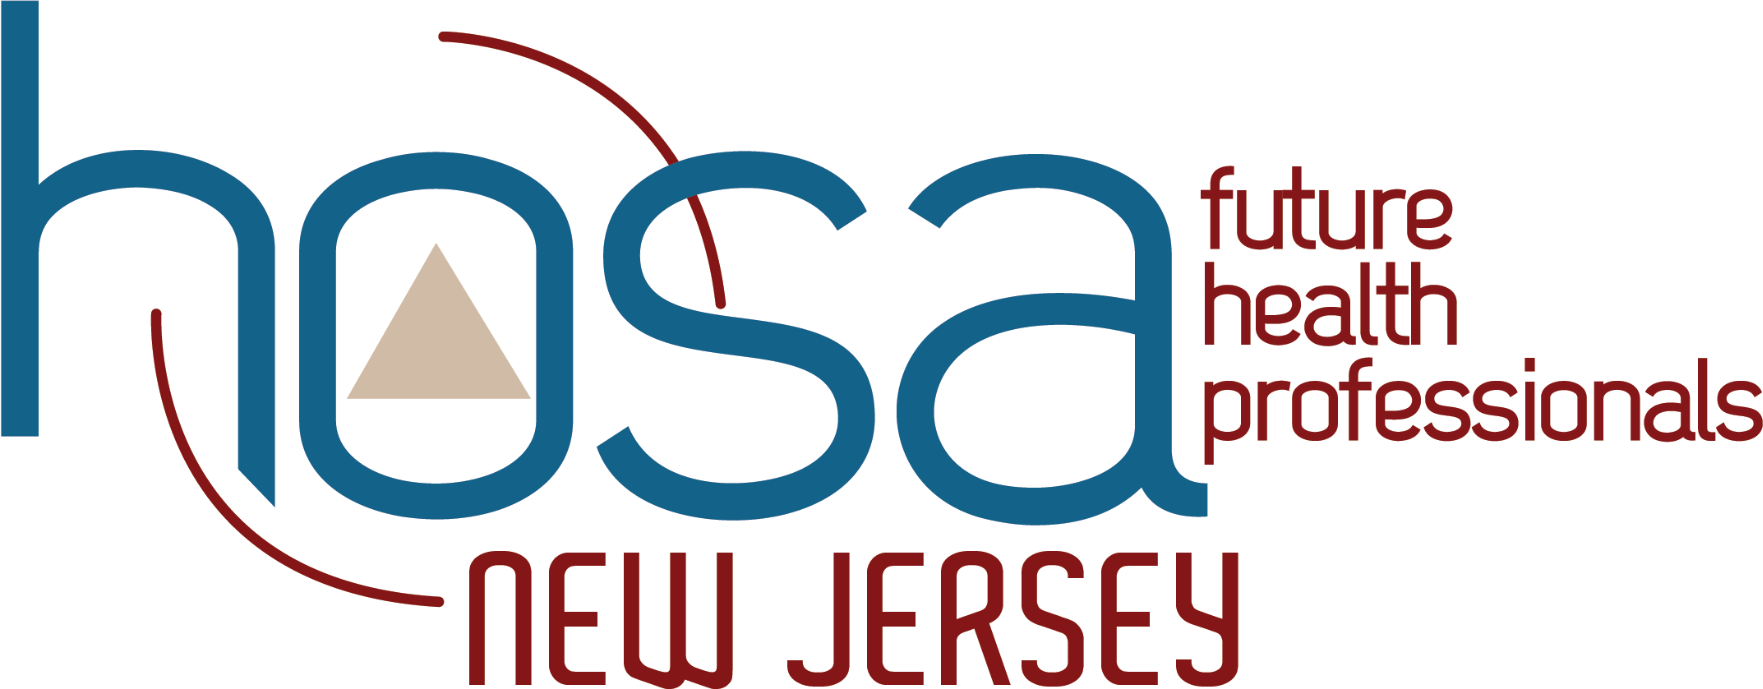 hosa
future
health
professionals
NEW JERSEY